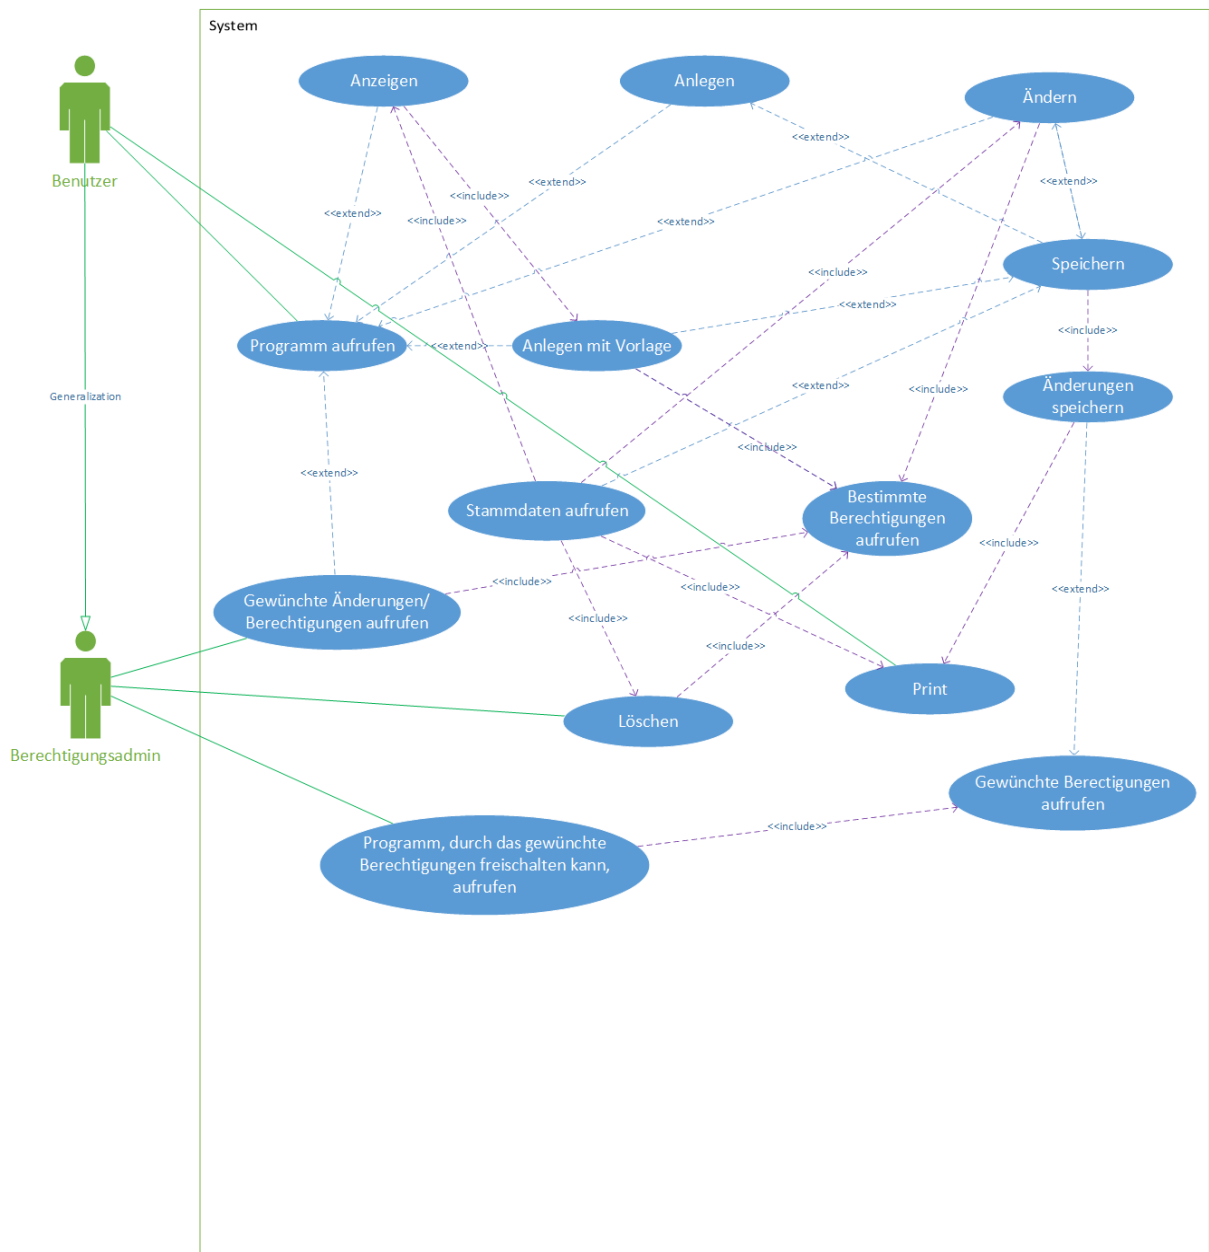 System
Anzeigen
Anlegen
Ändern
<<extend>>
Benutzer
<<extend>>
<<extend>>
<<include>>
<<extend>>
<<include>>
<<extend>>
Speichern
<<include>>
<<extend>>
<<include>>
Programm aufrufen
<<extend>>
Anlegen mit Vorlage
<<extend>>
<<include>>
Änderungen
speichern
Generalization
<<include>>
<<extend>>
Stammdaten aufrufen
Bestimmte
Berechtigungen
aufrufen
<<include>>
<<include>>
<<include>>
<<extend>>
Gewünchte Änderungen/
Berechtigungen aufrufen
<<include>>
<<include>>
Print
Löschen
Berechtigungsadmin
Gewünchte Berectigungen
aufrufen
<<include>>
Programm, durch das gewünchte
Berechtigungen freischalten kann,
aufrufen